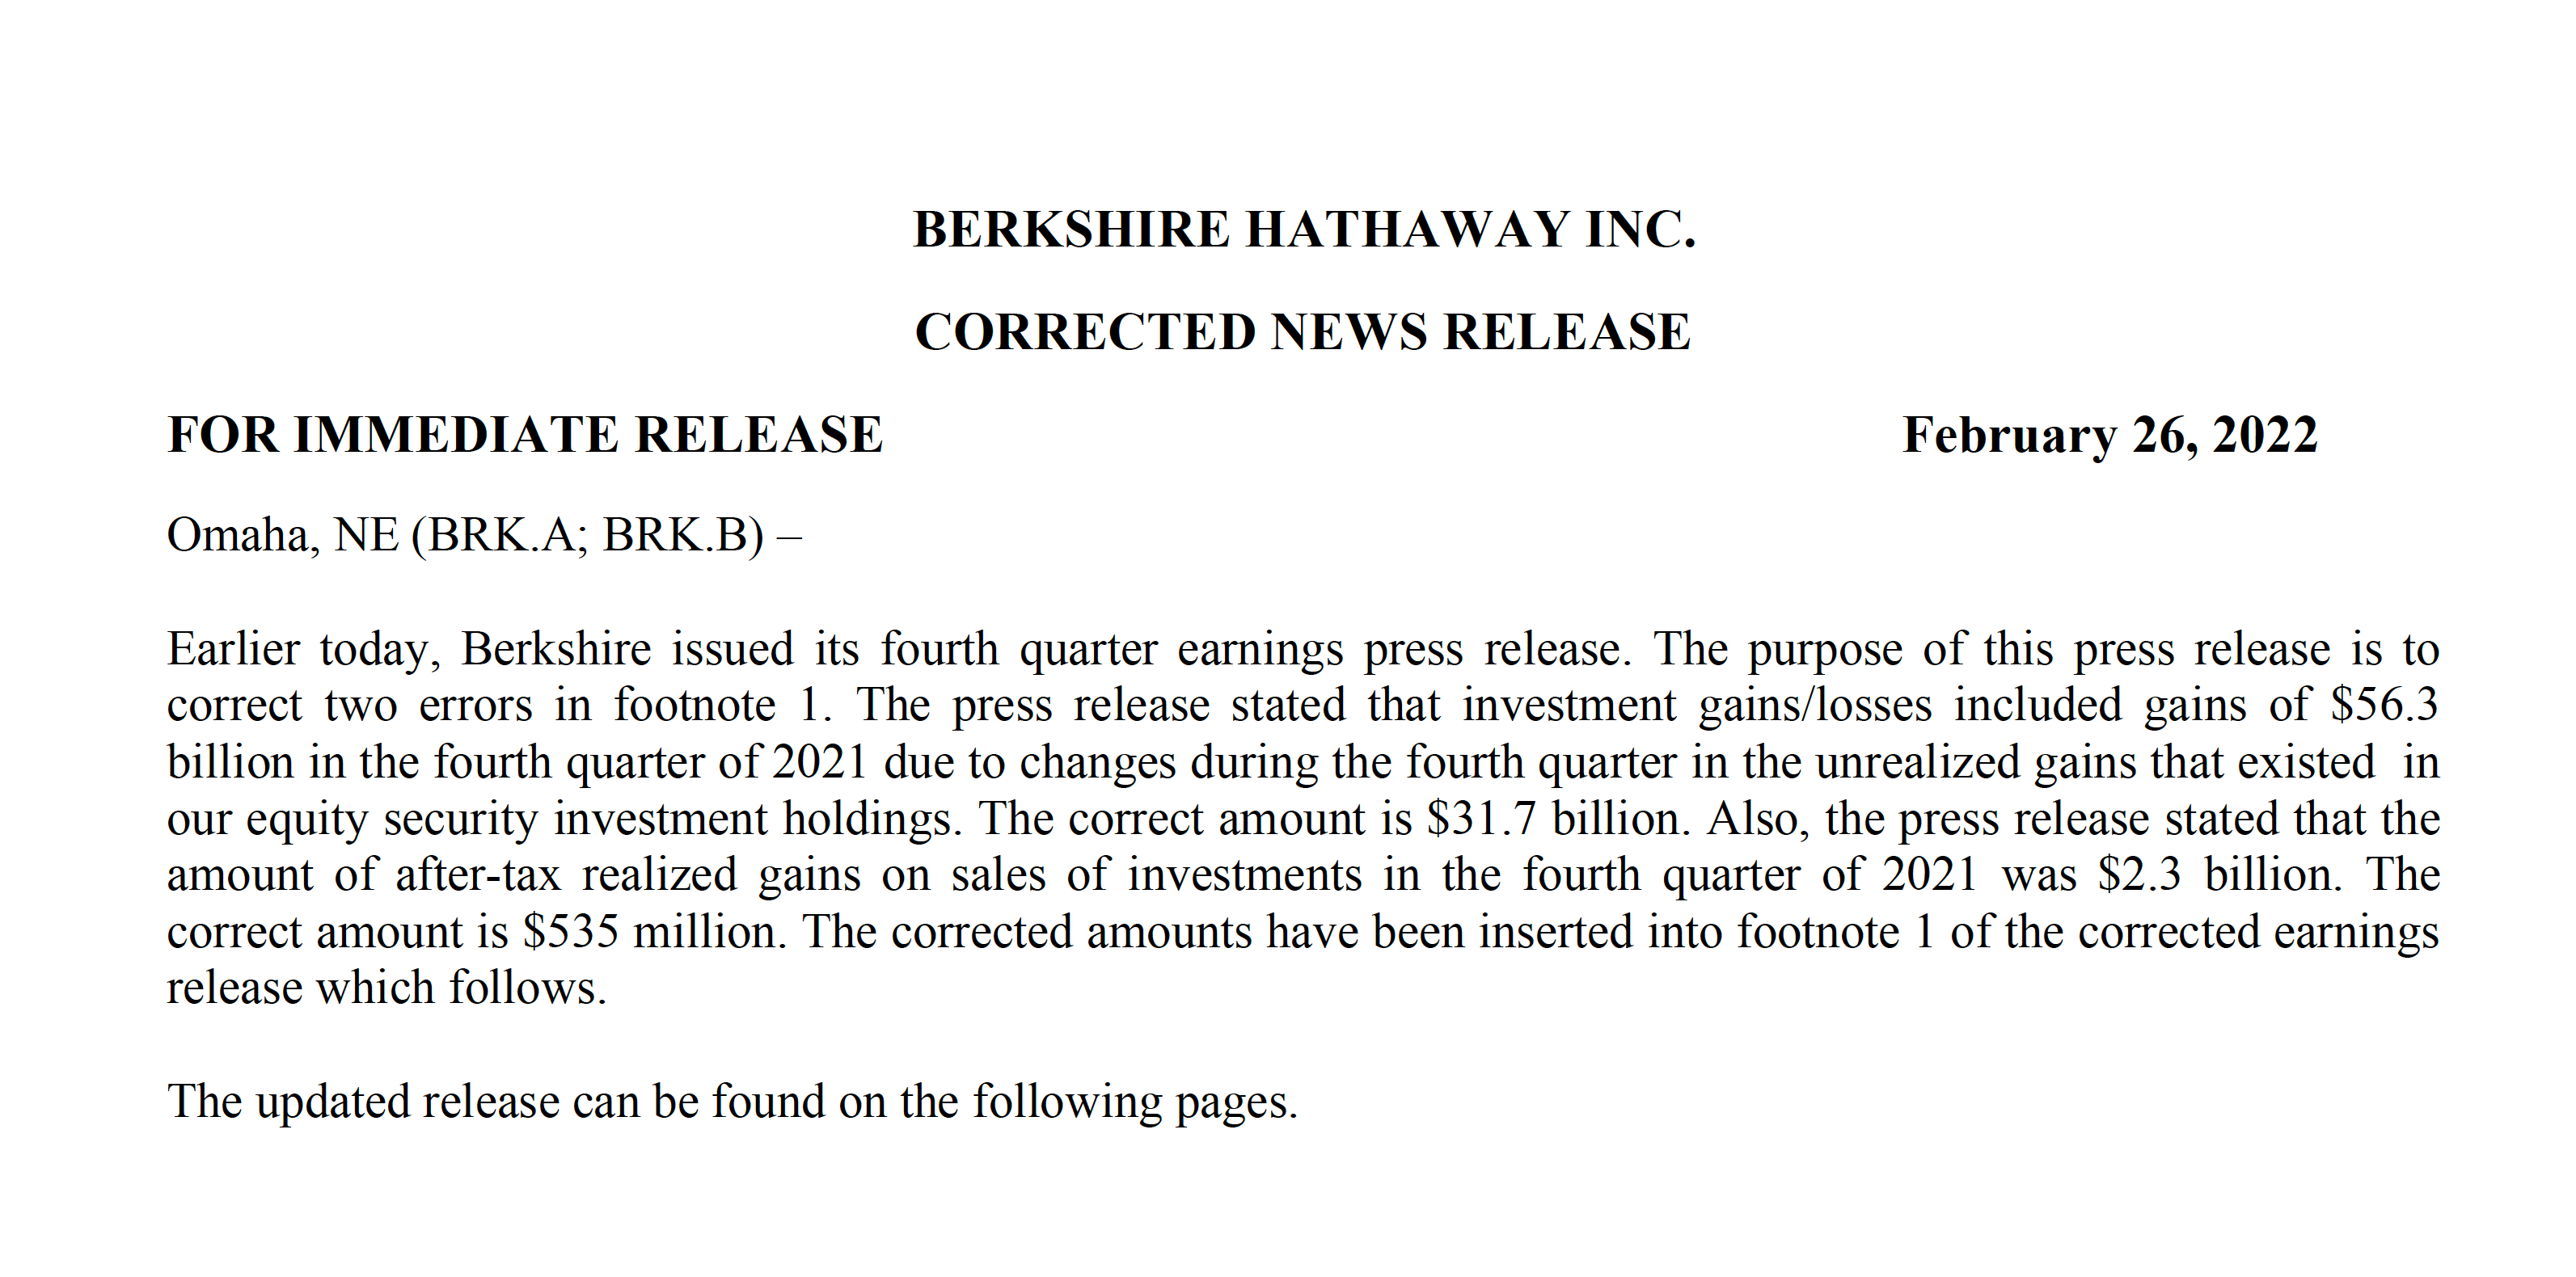 BERKSHIRE HATHAWAY INC.
CORRECTED NEWS RELEASE
FOR IMMEDIATE RELEASE February 26, 2022
Omaha, NE (BRK.A; BRK.B) –
Earlier today, Berkshire issued its fourth quarter earnings press release. The purpose of this press release is to
correct two errors in footnote 1. The press release stated that investment gains/losses included gains of $56.3
billion in the fourth quarter of 2021 due to changes during the fourth quarter in the unrealized gains that existed in
our equity security investment holdings. The correct amount is $31.7 billion. Also, the press release stated that the
amount of after-tax realized gains on sales of investments in the fourth quarter of 2021 was $2.3 billion. The
correct amount is $535 million. The corrected amounts have been inserted into footnote 1 of the corrected earnings
release which follows.
The updated release can be found on the following pages.